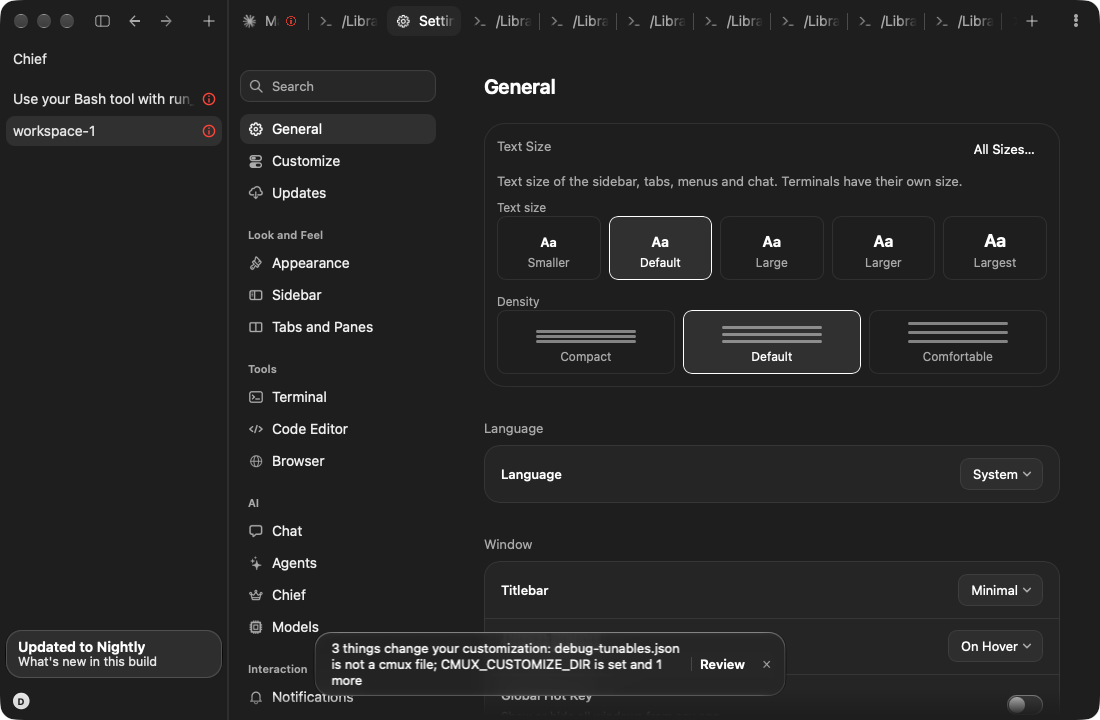 M
/Libra
Settin
/Libra
/Libra
/Libra
/Libra
/Libra
/Libra
/Libra
Chief
Use your Bash tool with run_
workspace-1
Updated to Nightly
What's new in this build
D
Search
General
Customize
Updates
Look and Feel
Appearance
Sidebar
Tabs and Panes
Tools
Terminal
Code Editor
Browser
AI
Chat
Agents
Chief
Models
Interaction
Notifications
General
Text Size
All Sizes...
Text size of the sidebar, tabs, menus and chat. Terminals have their own size.
Text size
Aa
Smaller
Aa
Default
Aa
Large
Aa
Larger
Aa
Largest
Density
Compact
Default
Comfortable
Language
Language
System
Window
Titlebar
Minimal
On Hover
Global Hot Key
3 things change your customization: debug-tunables.json
is not a cmux file; CMUX_CUSTOMIZE_DIR is set and 1
more
Review